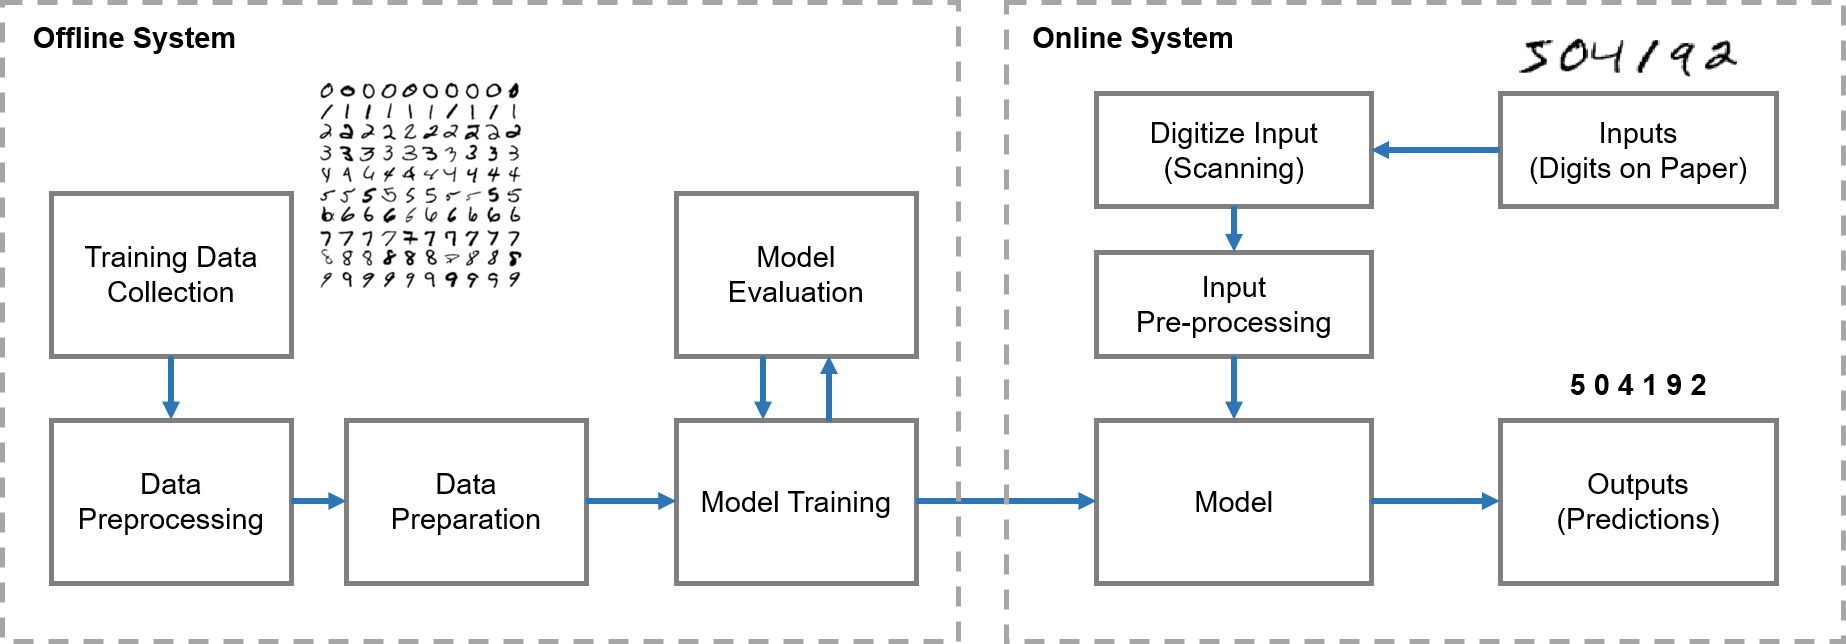 Offline System
0 0 0 0 0 0 0 0 0 0
1 1 1 1 1 1 1 1 1 1
2 2 2 2 2 2 2 2 2 2
3 3 3 3 3 3 3 3 3 3
4 4 4 4 4 4 4 4 4 4
5 5 5 5 5 5 5 5 5 5
6 6 6 6 6 6 6 6 6 6
7 7 7 7 7 7 7 7 7 7
8 8 8 8 8 8 8 8 8 8
9 9 9 9 9 9 9 9 9 9
Training Data
Collection
Model
Evaluation
Data
Preprocessing
Data
Preparation
Model Training
Online System
504192
Inputs
(Digits on Paper)
Digitize Input
(Scanning)
Input
Pre-processing
Model
5 0 4 1 9 2
Outputs
(Predictions)